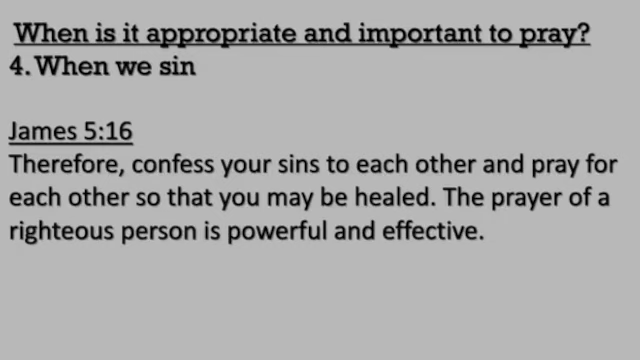 When is it appropriate and important to pray?
4. When we sin
James 5:16
Therefore, confess your sins to each other and pray for
each other so that you may be healed. The prayer of a
righteous person is powerful and effective.